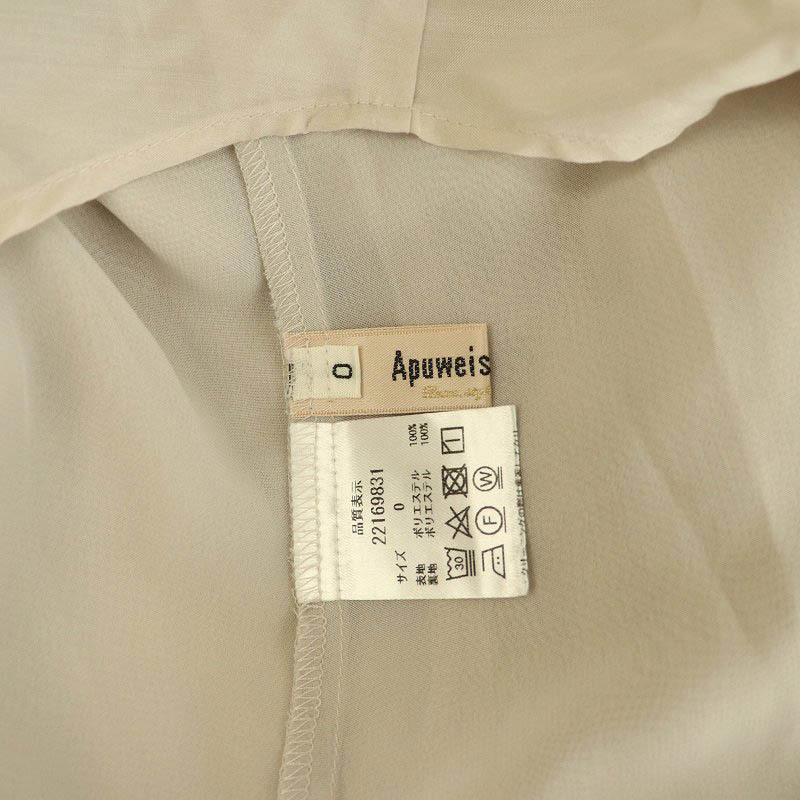 0
Apuweis
品質表示
22169831
サイズ 0
表地 ポリエステル 100%
裏地 ポリエステル 100%
30
F
W